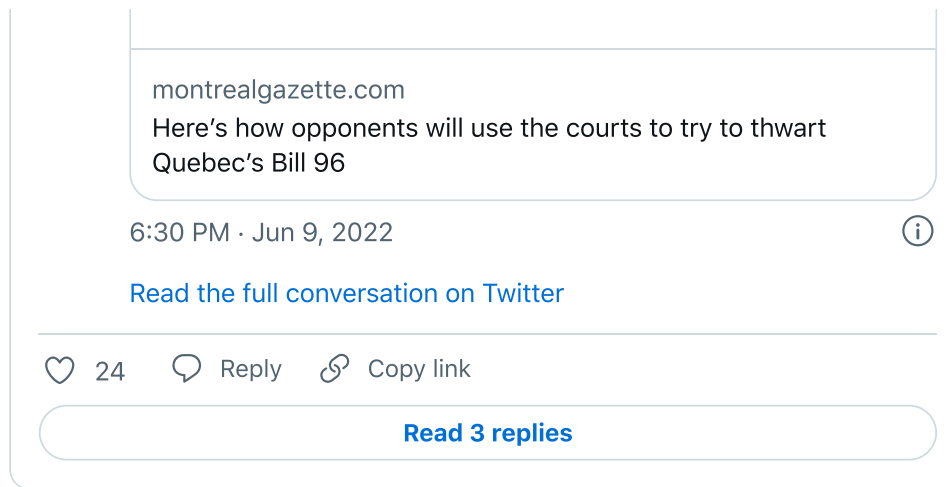 montrealgazette.com
Here’s how opponents will use the courts to try to thwart
Quebec’s Bill 96
6:30 PM · Jun 9, 2022
Read the full conversation on Twitter
24 Reply Copy link
Read 3 replies